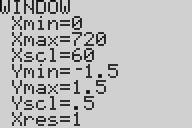 WINDOW
Xmin=0
Xmax=720
Xscl=60
Ymin=-1.5
Ymax=1.5
Yscl=.5
Xres=1